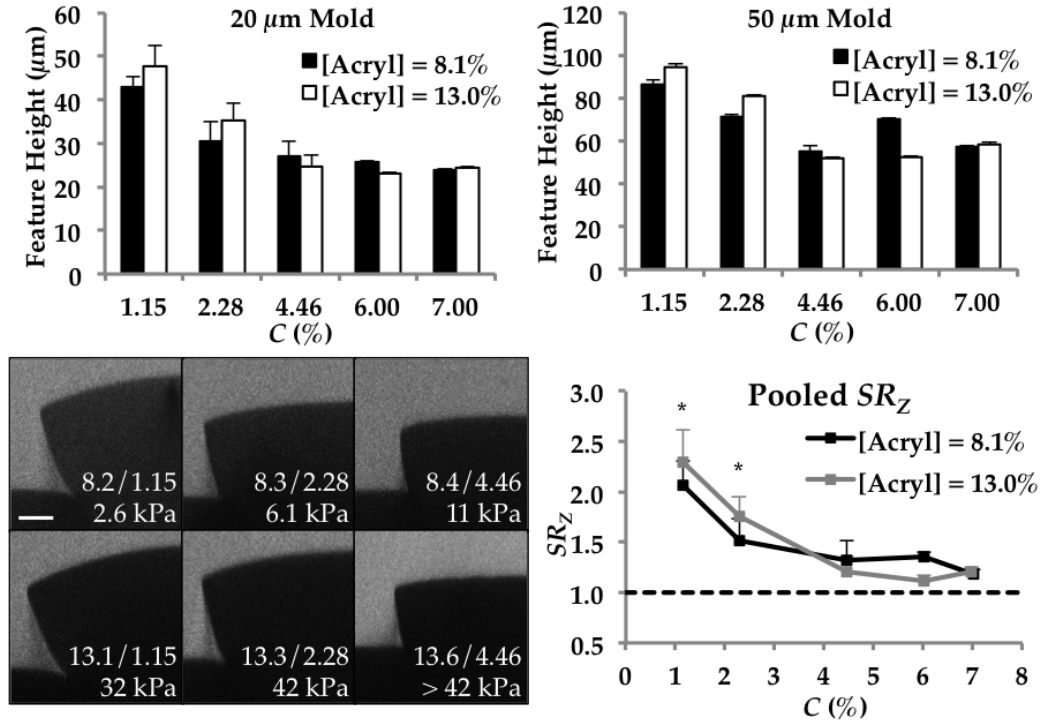 20 µm Mold
Feature Height (µm)
60
50
40
30
20
10
0
[Acryl] = 8.1%
[Acryl] = 13.0%
1.15 2.28 4.46 6.00 7.00
C (%)
50 µm Mold
Feature Height (µm)
120
100
80
60
40
20
0
[Acryl] = 8.1%
[Acryl] = 13.0%
1.15 2.28 4.46 6.00 7.00
C (%)
8.2/1.15
2.6 kPa
8.3/2.28
6.1 kPa
8.4/4.46
11 kPa
13.1/1.15
32 kPa
13.3/2.28
42 kPa
13.6/4.46
> 42 kPa
Pooled SRZ
SRZ
3.0
2.5
2.0
1.5
1.0
0.5
*
*
[Acryl] = 8.1%
[Acryl] = 13.0%
0 1 2 3 4 5 6 7 8
C (%)